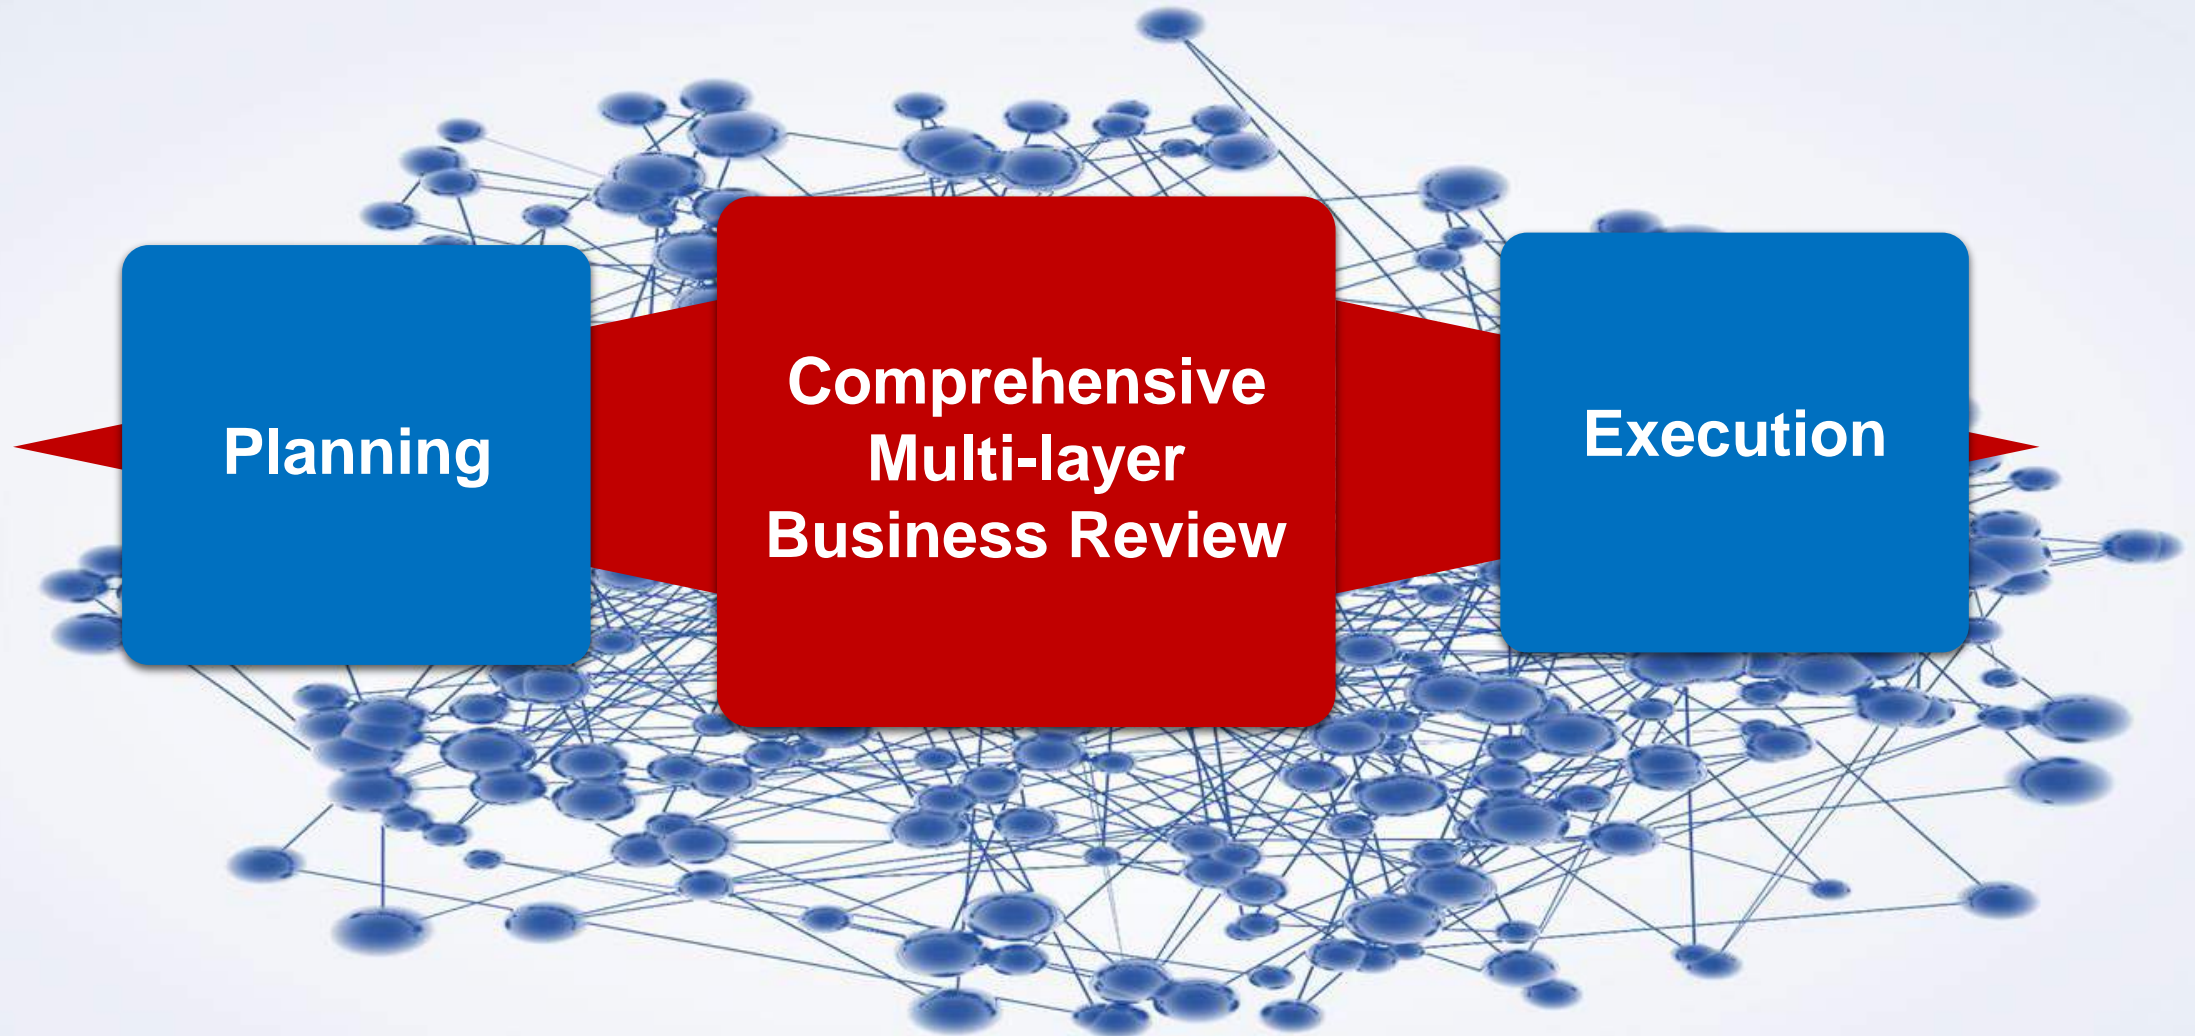 Planning
Comprehensive
Multi-layer
Business Review
Execution